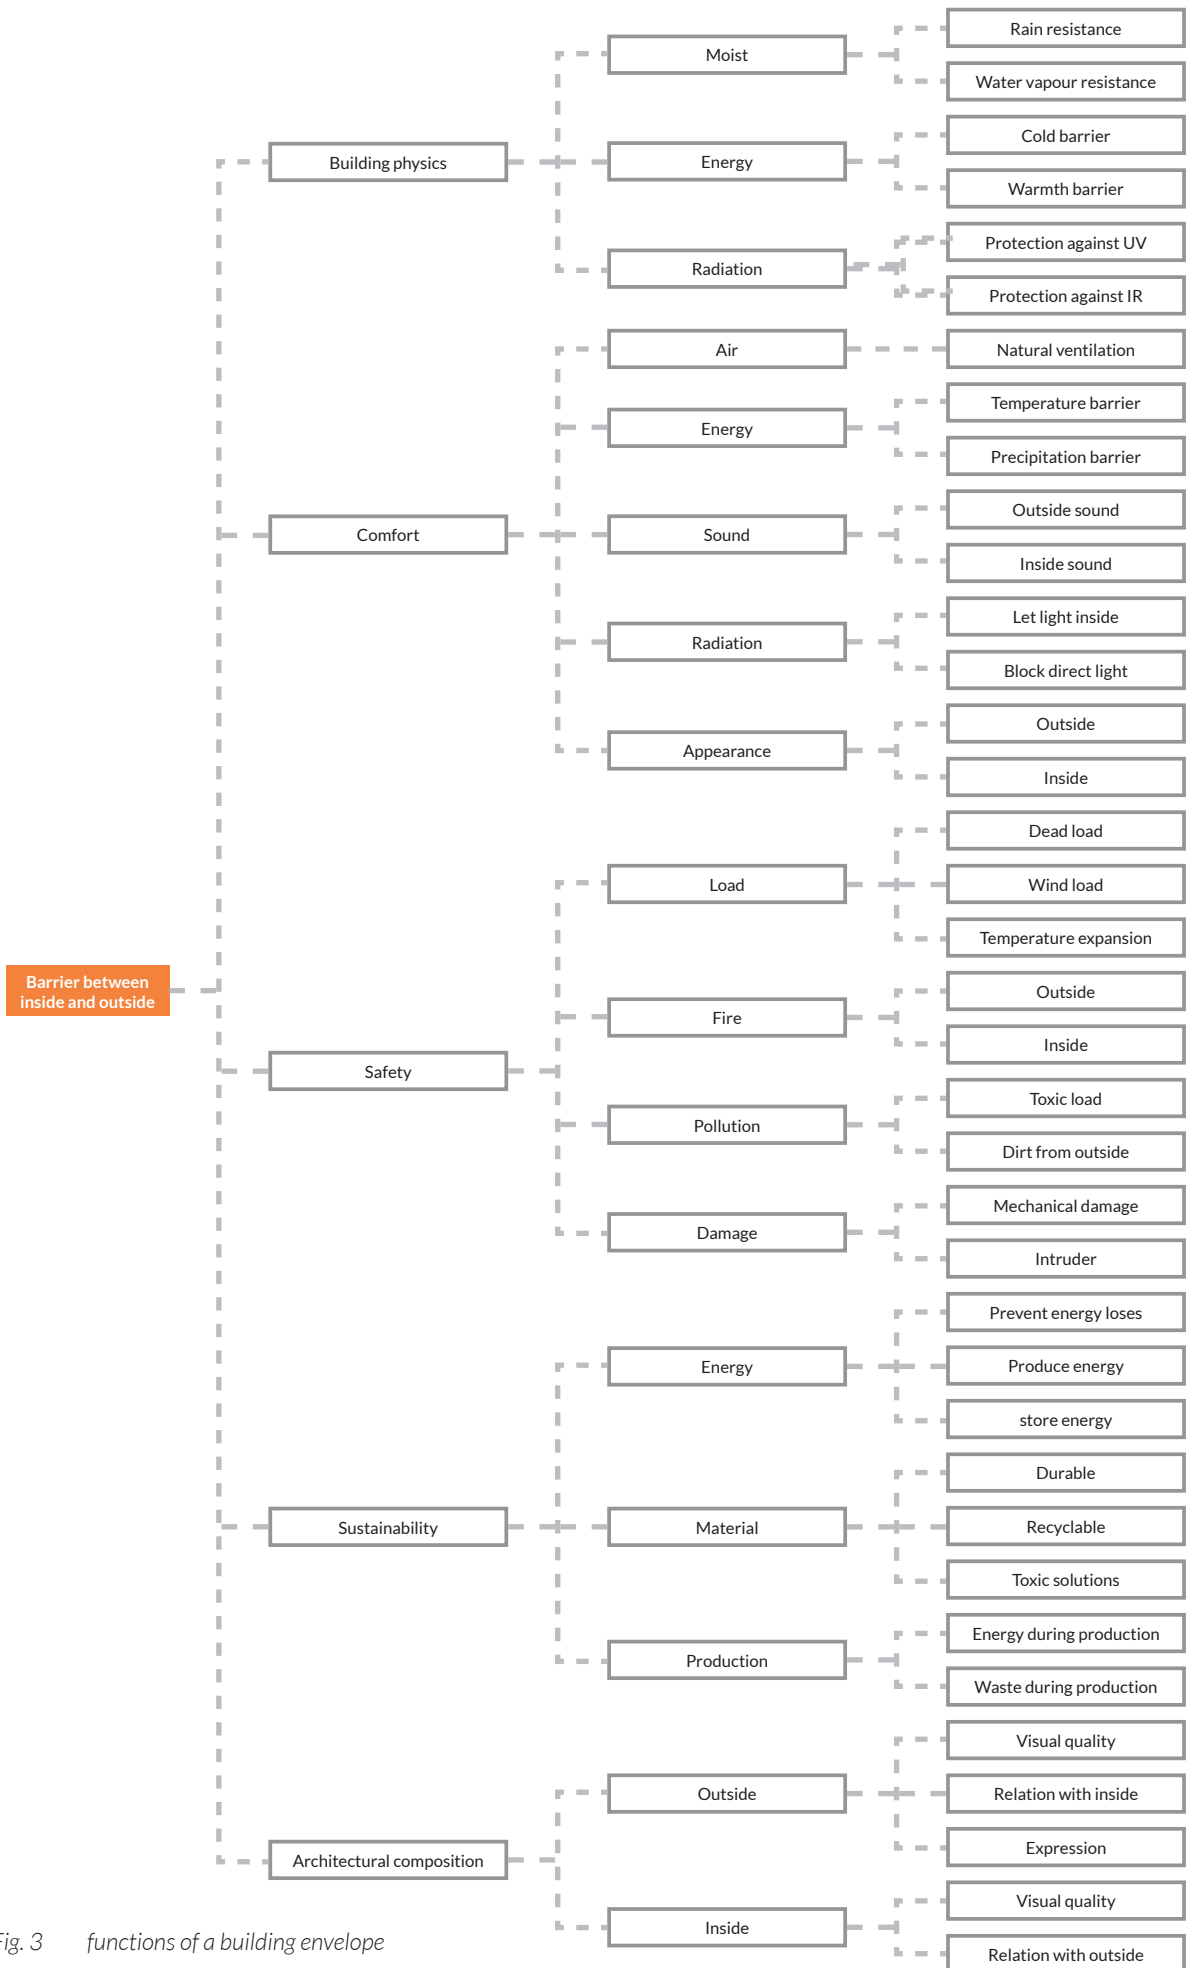 Rain resistance
Moist
Water vapour resistance
Cold barrier
Building physics
Energy
Warmth barrier
Protection against UV
Radiation
Protection against IR
Air
Natural ventilation
Temperature barrier
Energy
Precipitation barrier
Outside sound
Comfort
Sound
Inside sound
Let light inside
Radiation
Block direct light
Outside
Appearance
Inside
Dead load
Load
Wind load
Temperature expansion
Barrier between
inside and outside
Outside
Fire
Inside
Safety
Toxic load
Pollution
Dirt from outside
Mechanical damage
Damage
Intruder
Prevent energy loses
Energy
Produce energy
store energy
Durable
Sustainability
Material
Recyclable
Toxic solutions
Energy during production
Production
Waste during production
Visual quality
Outside
Relation with inside
Expression
Architectural composition
Visual quality
Inside
Relation with outside
Fig. 3 functions of a building envelope